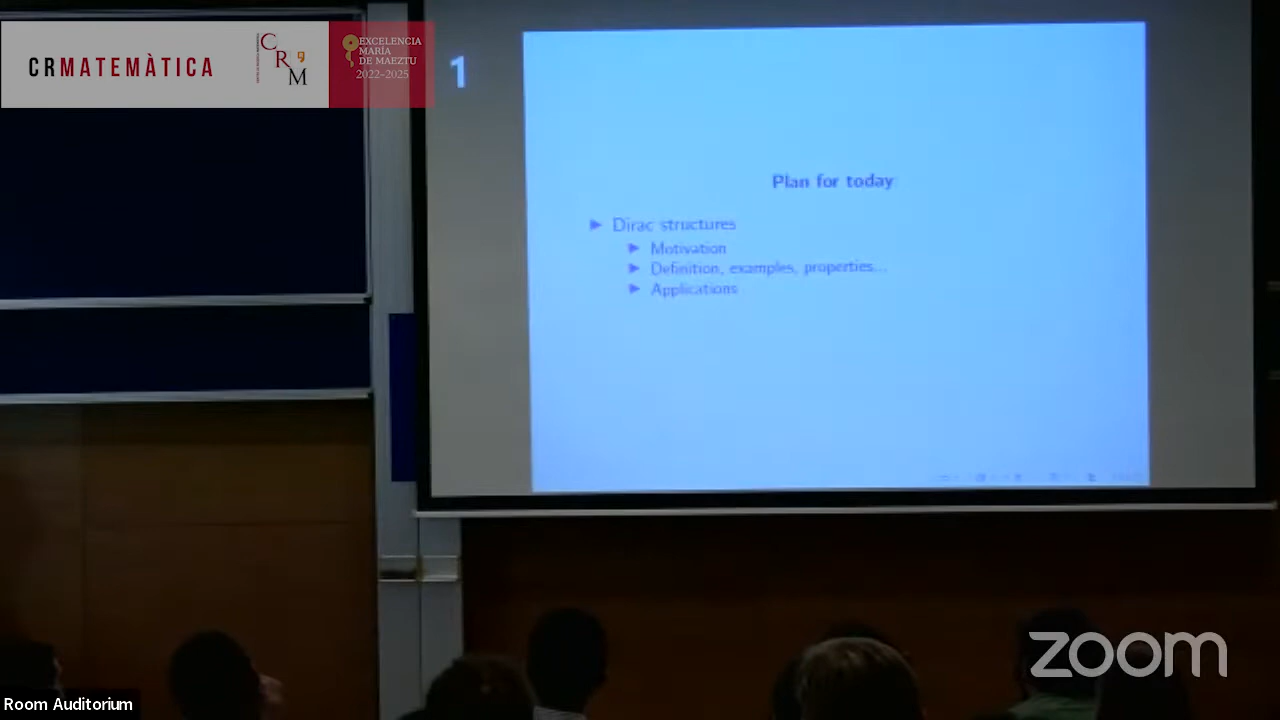 CRMATEMÀTICA
CRM
EXCELENCIA
MARÍA
DE MAEZTU
2022-2025
1
Plan for today
▶ Dirac structures
▶ Motivation
▶ Definition, examples, properties...
▶ Applications
zoom
Room Auditorium